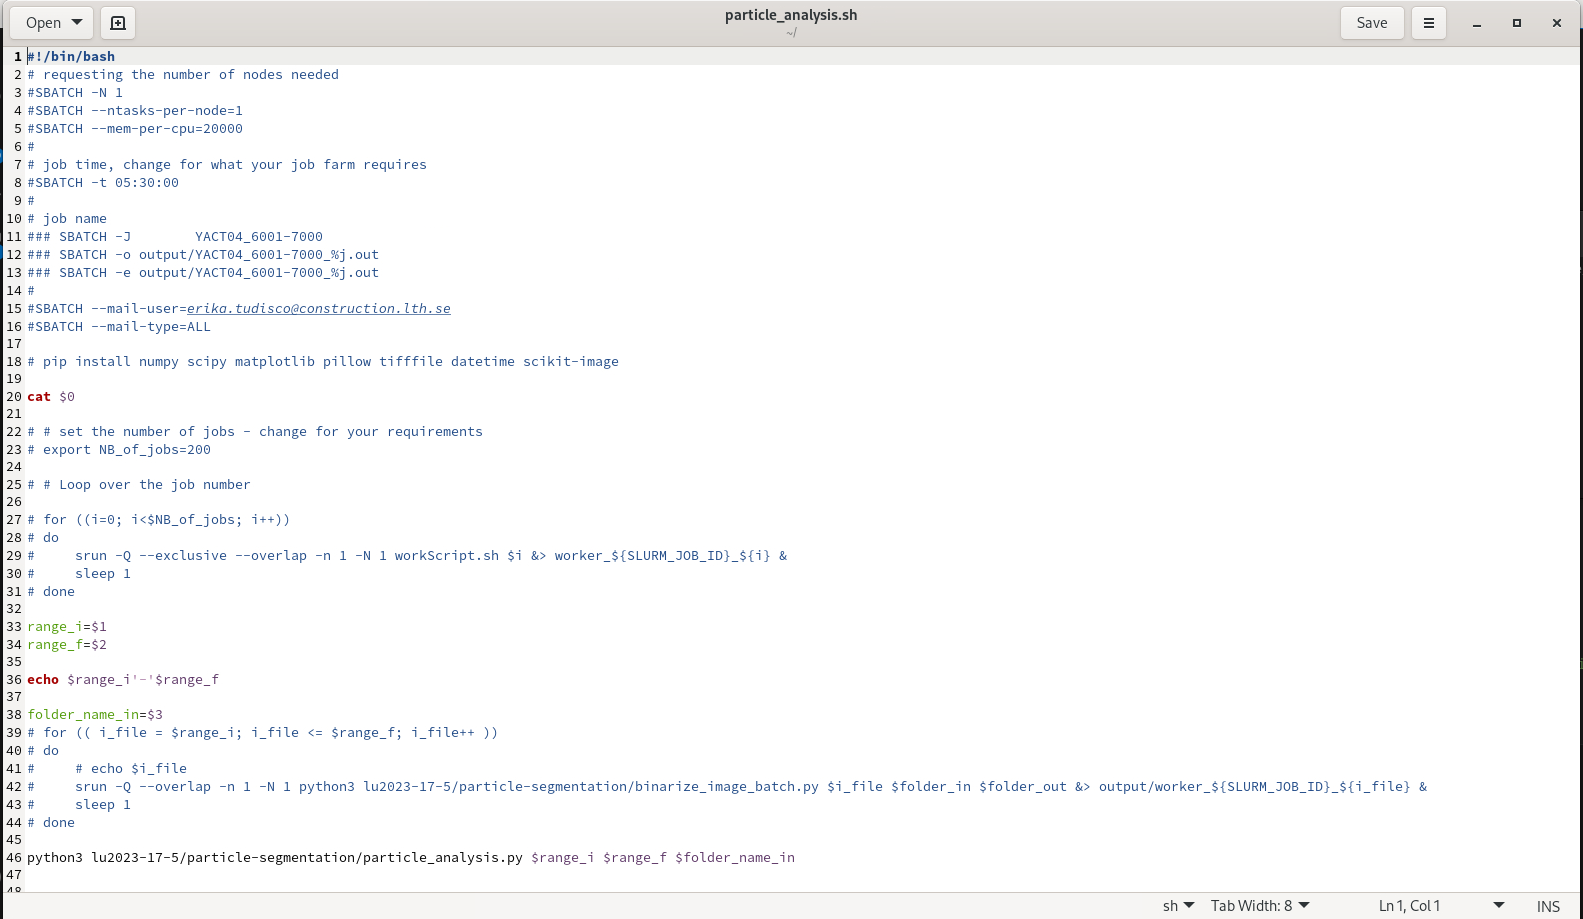 Open
particle_analysis.sh
~/
Save
1 #!/bin/bash
2 # requesting the number of nodes needed
3 #SBATCH -N 1
4 #SBATCH --ntasks-per-node=1
5 #SBATCH --mem-per-cpu=20000
6 #
7 # job time, change for what your job farm requires
8 #SBATCH -t 05:30:00
9 #
10 # job name
11 ### SBATCH -J        YACT04_6001-7000
12 ### SBATCH -o output/YACT04_6001-7000_%j.out
13 ### SBATCH -e output/YACT04_6001-7000_%j.out
14 #
15 #SBATCH --mail-user=erika.tudisco@construction.lth.se
16 #SBATCH --mail-type=ALL
17
18 # pip install numpy scipy matplotlib pillow tifffile datetime scikit-image
19
20 cat $0
21
22 # # set the number of jobs - change for your requirements
23 # export NB_of_jobs=200
24
25 # # Loop over the job number
26
27 # for ((i=0; i<$NB_of_jobs; i++))
28 # do
29 #     srun -Q --exclusive --overlap -n 1 -N 1 workScript.sh $i &> worker_${SLURM_JOB_ID}_${i} &
30 #     sleep 1
31 # done
32
33 range_i=$1
34 range_f=$2
35
36 echo $range_i'-'$range_f
37
38 folder_name_in=$3
39 # for (( i_file = $range_i; i_file <= $range_f; i_file++ ))
40 # do
41 #     # echo $i_file
42 #     srun -Q --overlap -n 1 -N 1 python3 lu2023-17-5/particle-segmentation/binarize_image_batch.py $i_file $folder_in $folder_out &> output/worker_${SLURM_JOB_ID}_${i_file} &
43 #     sleep 1
44 # done
45
46 python3 lu2023-17-5/particle-segmentation/particle_analysis.py $range_i $range_f $folder_name_in
47
48
sh Tab Width: 8 Ln 1, Col 1 INS